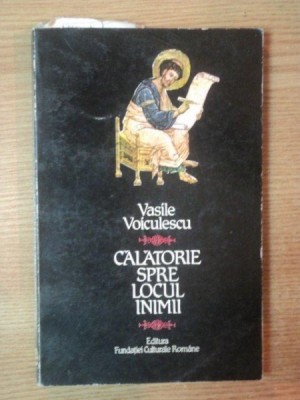 Vasile
Voiculescu
CALATORIE
SPRE
LOCUL
INIMII
Editura
Fundației Culturale Române